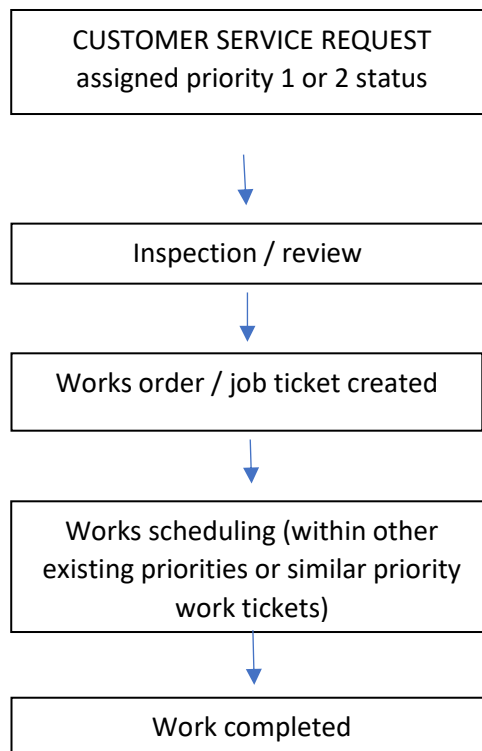 CUSTOMER SERVICE REQUEST
assigned priority 1 or 2 status
Inspection / review
Works order / job ticket created
Works scheduling (within other
existing priorities or similar priority
work tickets)
Work completed